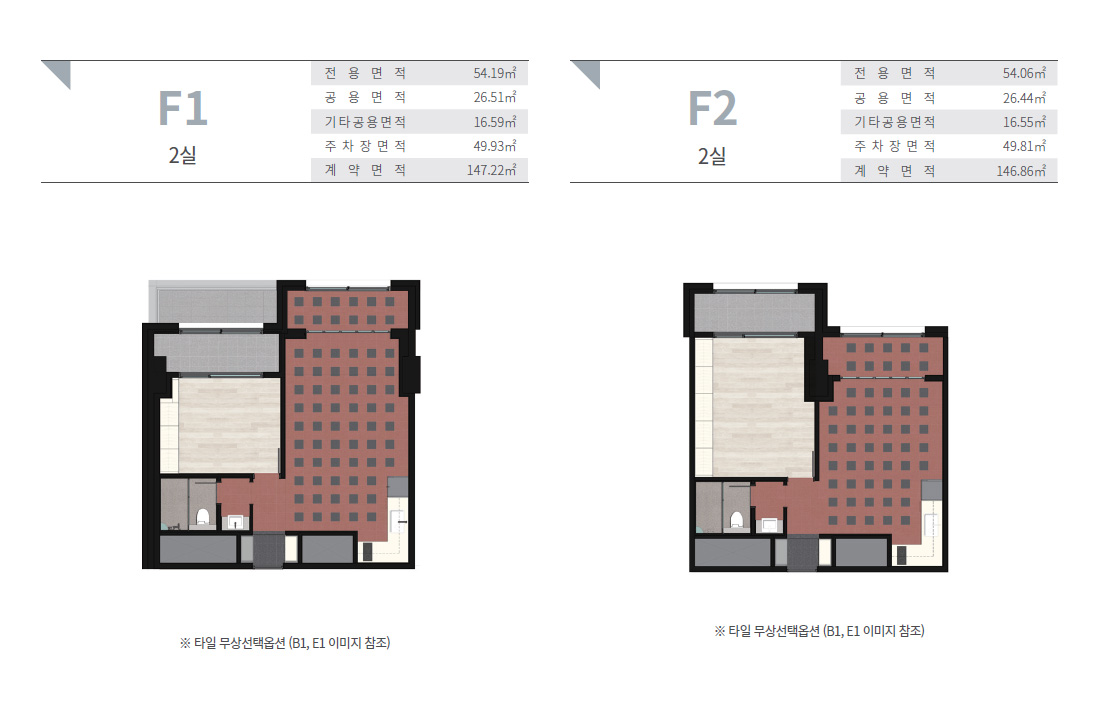 F1
2실
전 용 면 적 54.19㎡
공 용 면 적 26.51㎡
기타공용면적 16.59㎡
주 차 장 면 적 49.93㎡
계 약 면 적 147.22㎡
F2
2실
전 용 면 적 54.06㎡
공 용 면 적 26.44㎡
기타공용면적 16.55㎡
주 차 장 면 적 49.81㎡
계 약 면 적 146.86㎡
※ 타일 무상선택옵션 (B1, E1 이미지 참조)
※ 타일 무상선택옵션 (B1, E1 이미지 참조)